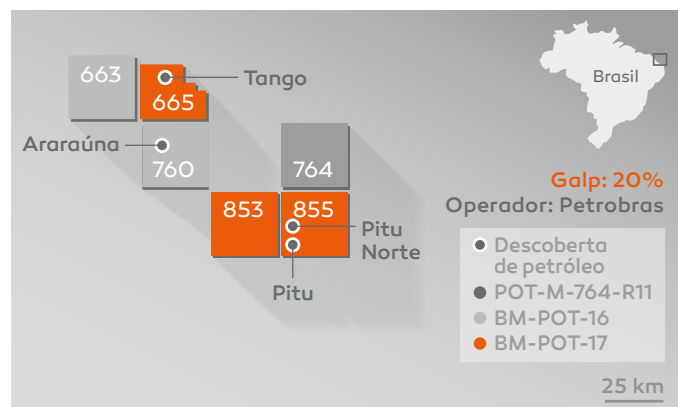 663
665
Tango
Brasil
Araraúna
760
764
Galp: 20%
Operador: Petrobras
853
855
Pitu
Norte
Pitu
Descoberta
de petróleo
POT-M-764-R11
BM-POT-16
BM-POT-17
25 km